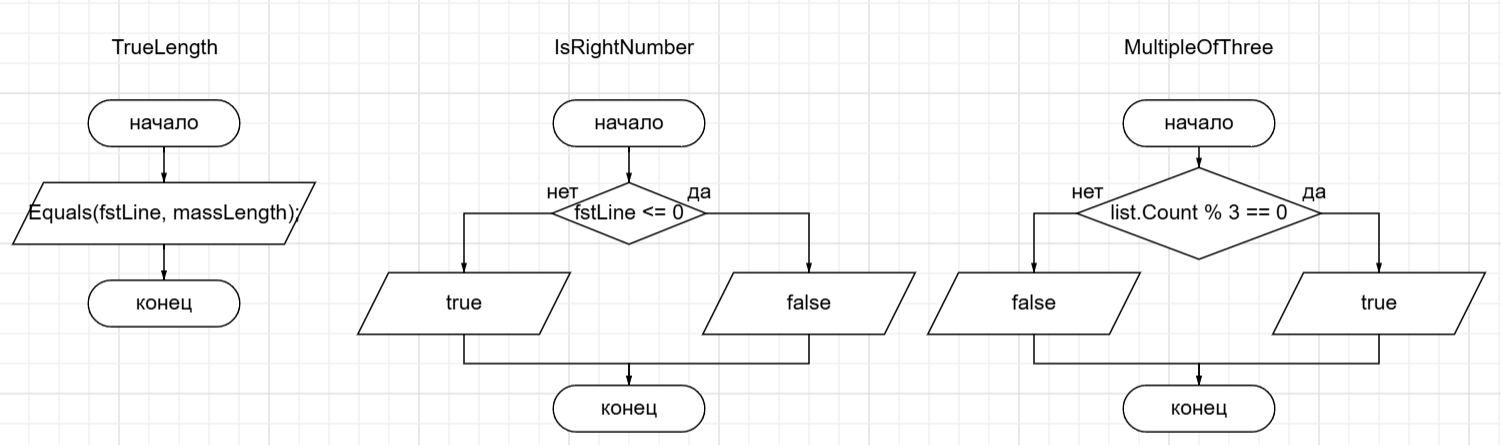 TrueLength
начало
Equals(fstLine, massLength);
конец
IsRightNumber
начало
нет
да
fstLine <= 0
true
false
конец
MultipleOfThree
начало
нет
да
list.Count % 3 == 0
false
true
конец